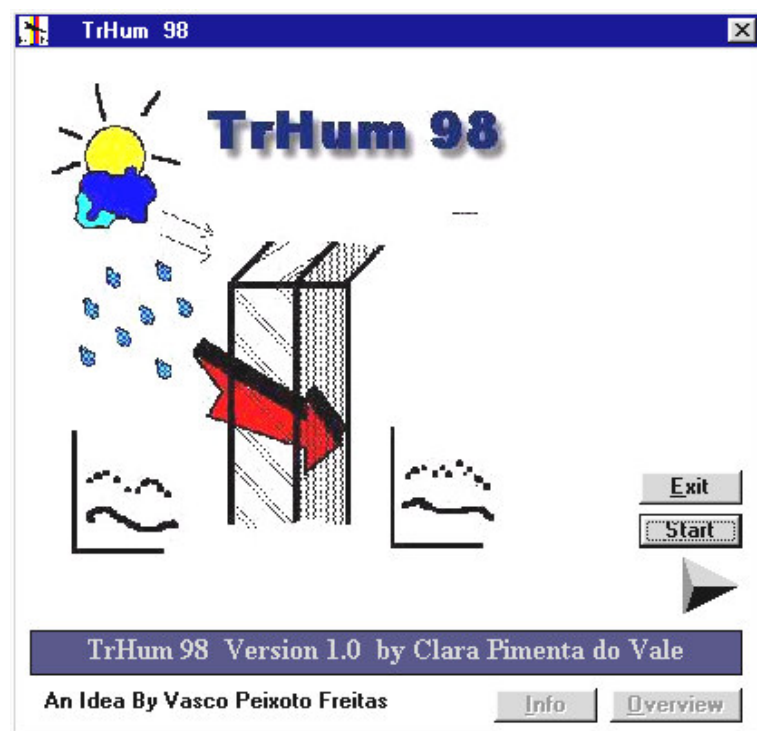 TrHum 98
TrHum 98
Exit
Start
TrHum 98 Version 1.0 by Clara Pimenta do Vale
An Idea By Vasco Peixoto Freitas
Info
Overview